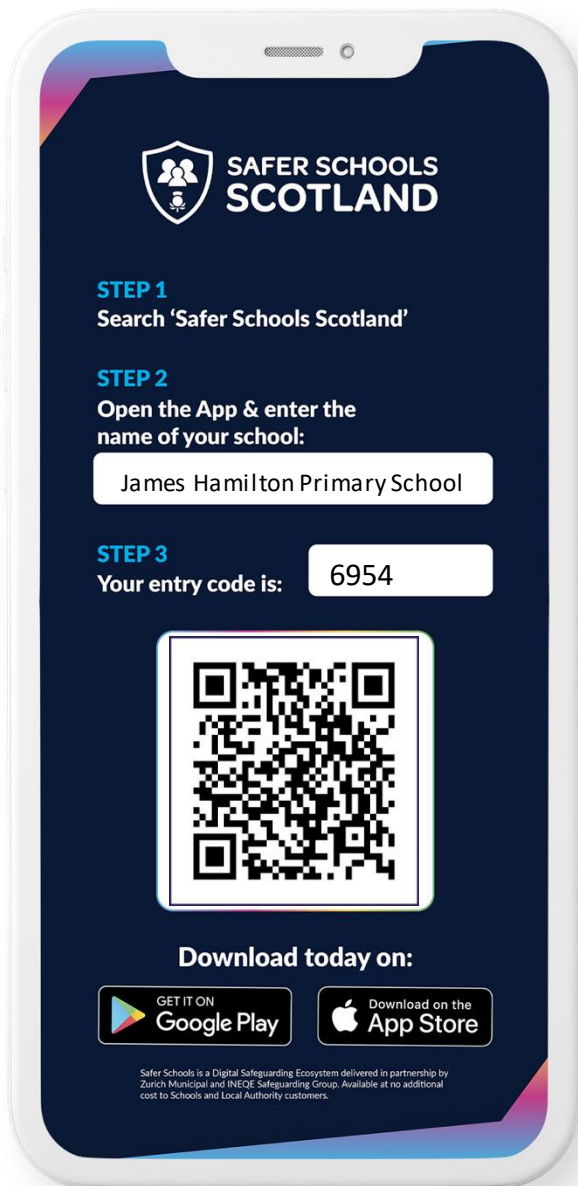 SAFER SCHOOLS
SCOTLAND
STEP 1
Search ‘Safer Schools Scotland’
STEP 2
Open the App & enter the
name of your school:
James Hamilton Primary School
STEP 3
Your entry code is:
6954
Download today on:
GET IT ON
Google Play
Download on the
App Store
Safer Schools is a Digital Safeguarding Ecosystem delivered in partnership by
Zurich Municipal and INEQE Safeguarding Group. Available at no additional
cost to Schools and Local Authority customers.